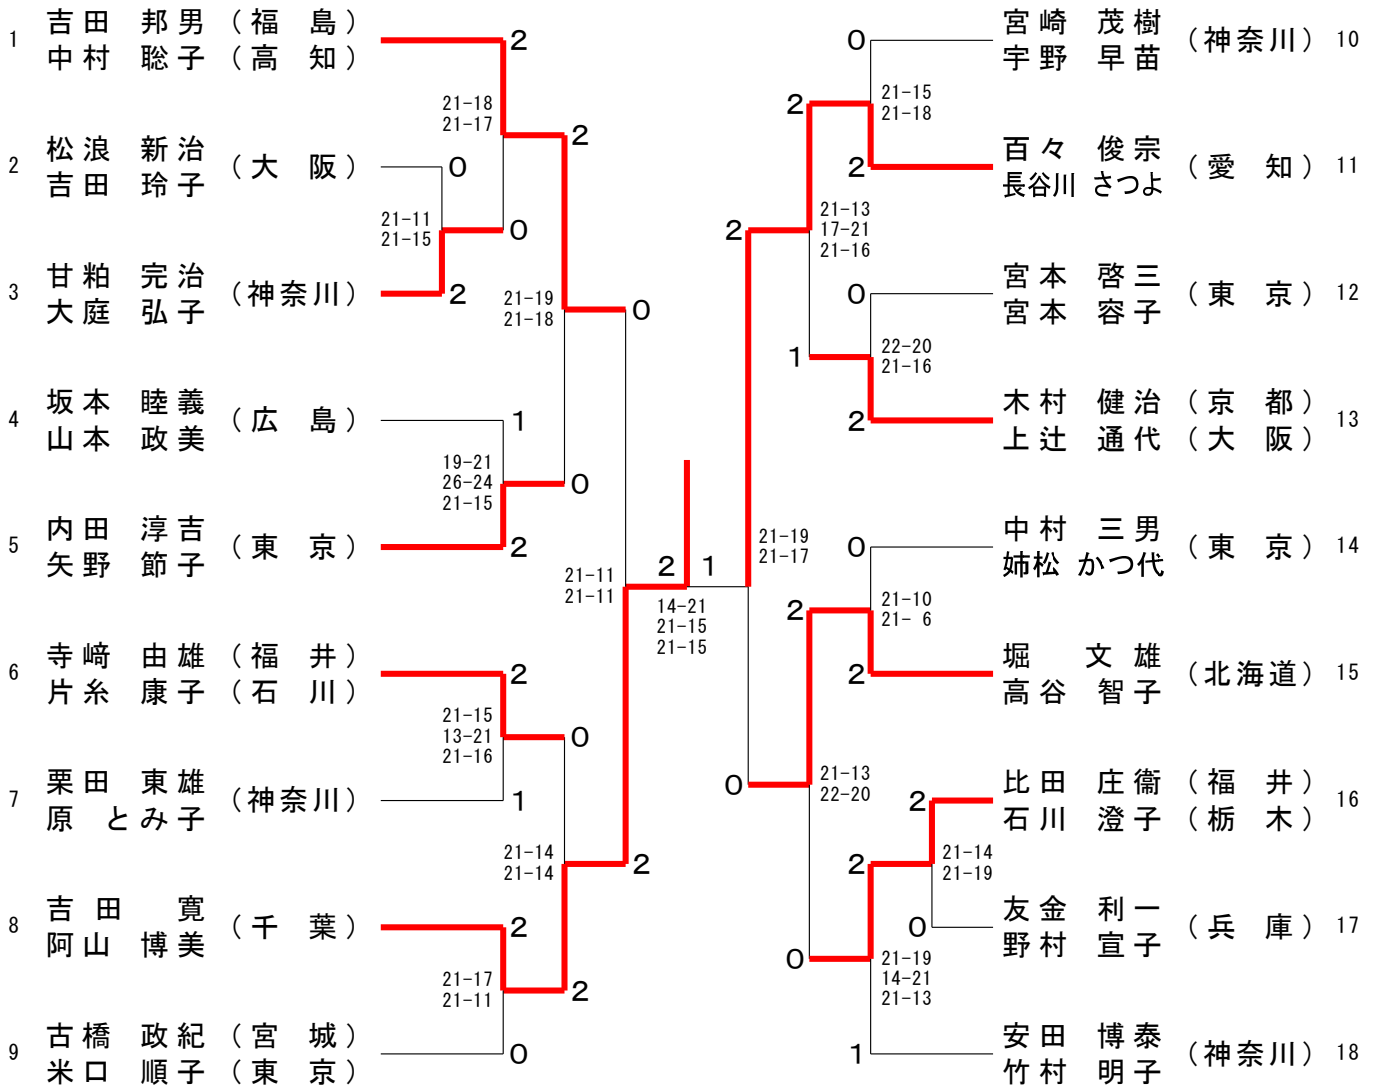 1 吉田 邦男 (福 島)
中村 聡子 (高 知)
2
21-18
21-17
2
2 松浪 新治
吉田 玲子 (大 阪)
0
21-11
21-15
0
3 甘粕 完治
大庭 弘子 (神奈川)
2
21-19
21-18
0
4 坂本 睦義
山本 政美 (広 島)
1
19-21
26-24
21-15
0
5 内田 淳吉
矢野 節子 (東 京)
2
21-11
21-11
2 1
14-21
21-15
21-15
6 寺﨑 由雄 (福 井)
片糸 康子 (石 川)
2
21-15
13-21
21-16
0
7 栗田 東雄
原 とみ子 (神奈川)
1
21-14
21-14
2
8 吉田 寛
阿山 博美 (千 葉)
2
21-17
21-11
2
9 古橋 政紀 (宮 城)
米口 順子 (東 京)
0
0
宮崎 茂樹
宇野 早苗 (神奈川) 10
2
21-15
21-18
2
百々 俊宗
長谷川 さつよ (愛 知) 11
2
21-13
17-21
21-16
0
宮本 啓三
宮本 容子 (東 京) 12
1
22-20
21-16
2
木村 健治 (京 都)
上辻 通代 (大 阪) 13
21-19
21-17
0
中村 三男
姉松 かつ代 (東 京) 14
2
21-10
21- 6
2
堀 文雄
高谷 智子 (北海道) 15
0
21-13
22-20
2
比田 庄衞 (福 井)
石川 澄子 (栃 木) 16
2
21-14
21-19
0
友金 利一
野村 宣子 (兵 庫) 17
0
21-19
14-21
21-13
1
安田 博泰
竹村 明子 (神奈川) 18